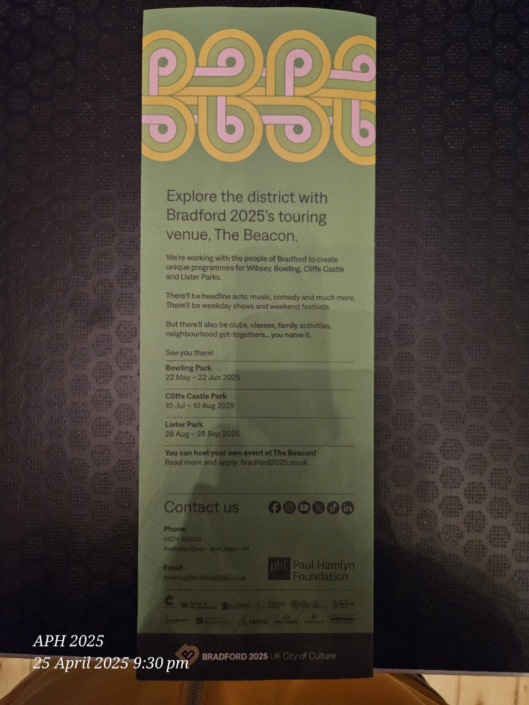 Explore the district with
Bradford 2025's touring
venue, The Beacon.
We're working with the people of Bradford to create
unique programmes for Wibsey, Bowling, Cliffe Castle
and Lister Parks.
There'll be headline acts: music, comedy and much more.
There'll be weekday shows and weekend festivals.
But there'll also be clubs, classes, family activities,
neighbourhood get-togethers... you name it.
See you there!
Bowling Park
22 May – 22 Jun 2025
Cliffe Castle Park
10 Jul – 10 Aug 2025
Lister Park
28 Aug – 28 Sep 2025
You can host your own event at The Beacon!
Read more and apply: bradford2025.co.uk
Contact us
Phone
Email
phf Paul Hamlyn
Foundation
airbnb
BRADFORD 2025 UK City of Culture
APH 2025
25 April 2025 9:30 pm